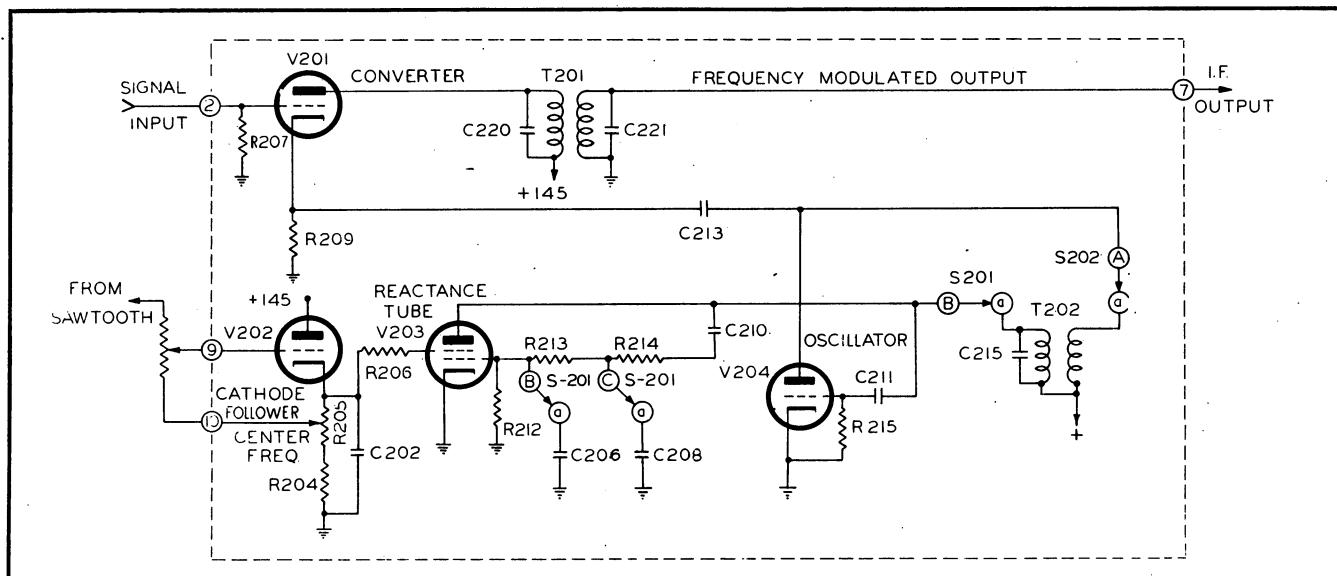 V201
CONVERTER
T201
FREQUENCY MODULATED OUTPUT
I.F.
OUTPUT
7
SIGNAL
INPUT
2
R207
C220
C221
+145
R209
C213
S202
A
a
FROM
SAWTOOTH
+145
V202
9
REACTANCE
TUBE
V203
R206
R213
R214
C210
OSCILLATOR
V204
C211
S201
B
a
T202
C215
+
CATHODE
FOLLOWER
10
CENTER
FREQ.
R205
R204
C202
R212
B
S-201
a
C206
C
S-201
a
C208
R215